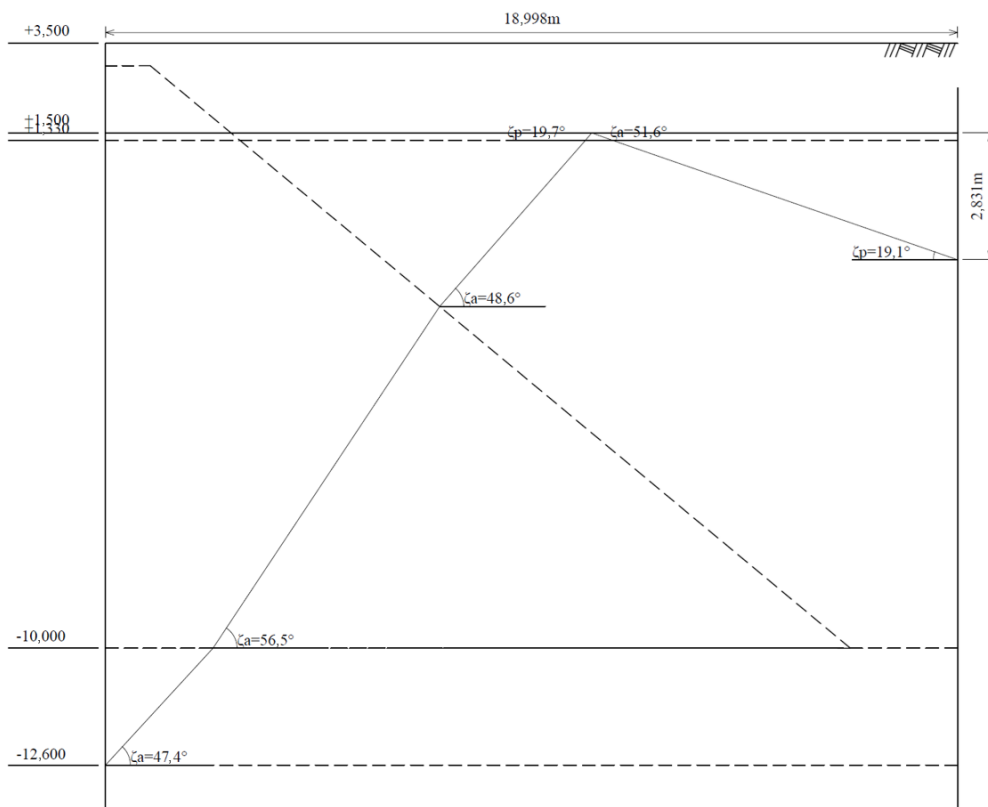 18,998m
+3,500
+1,500
+1,330
ζp=19,7°
ζa=51,6°
2,831m
ζp=19,1°
ζa=48,6°
-10,000
ζa=56,5°
-12,600
ζa=47,4°